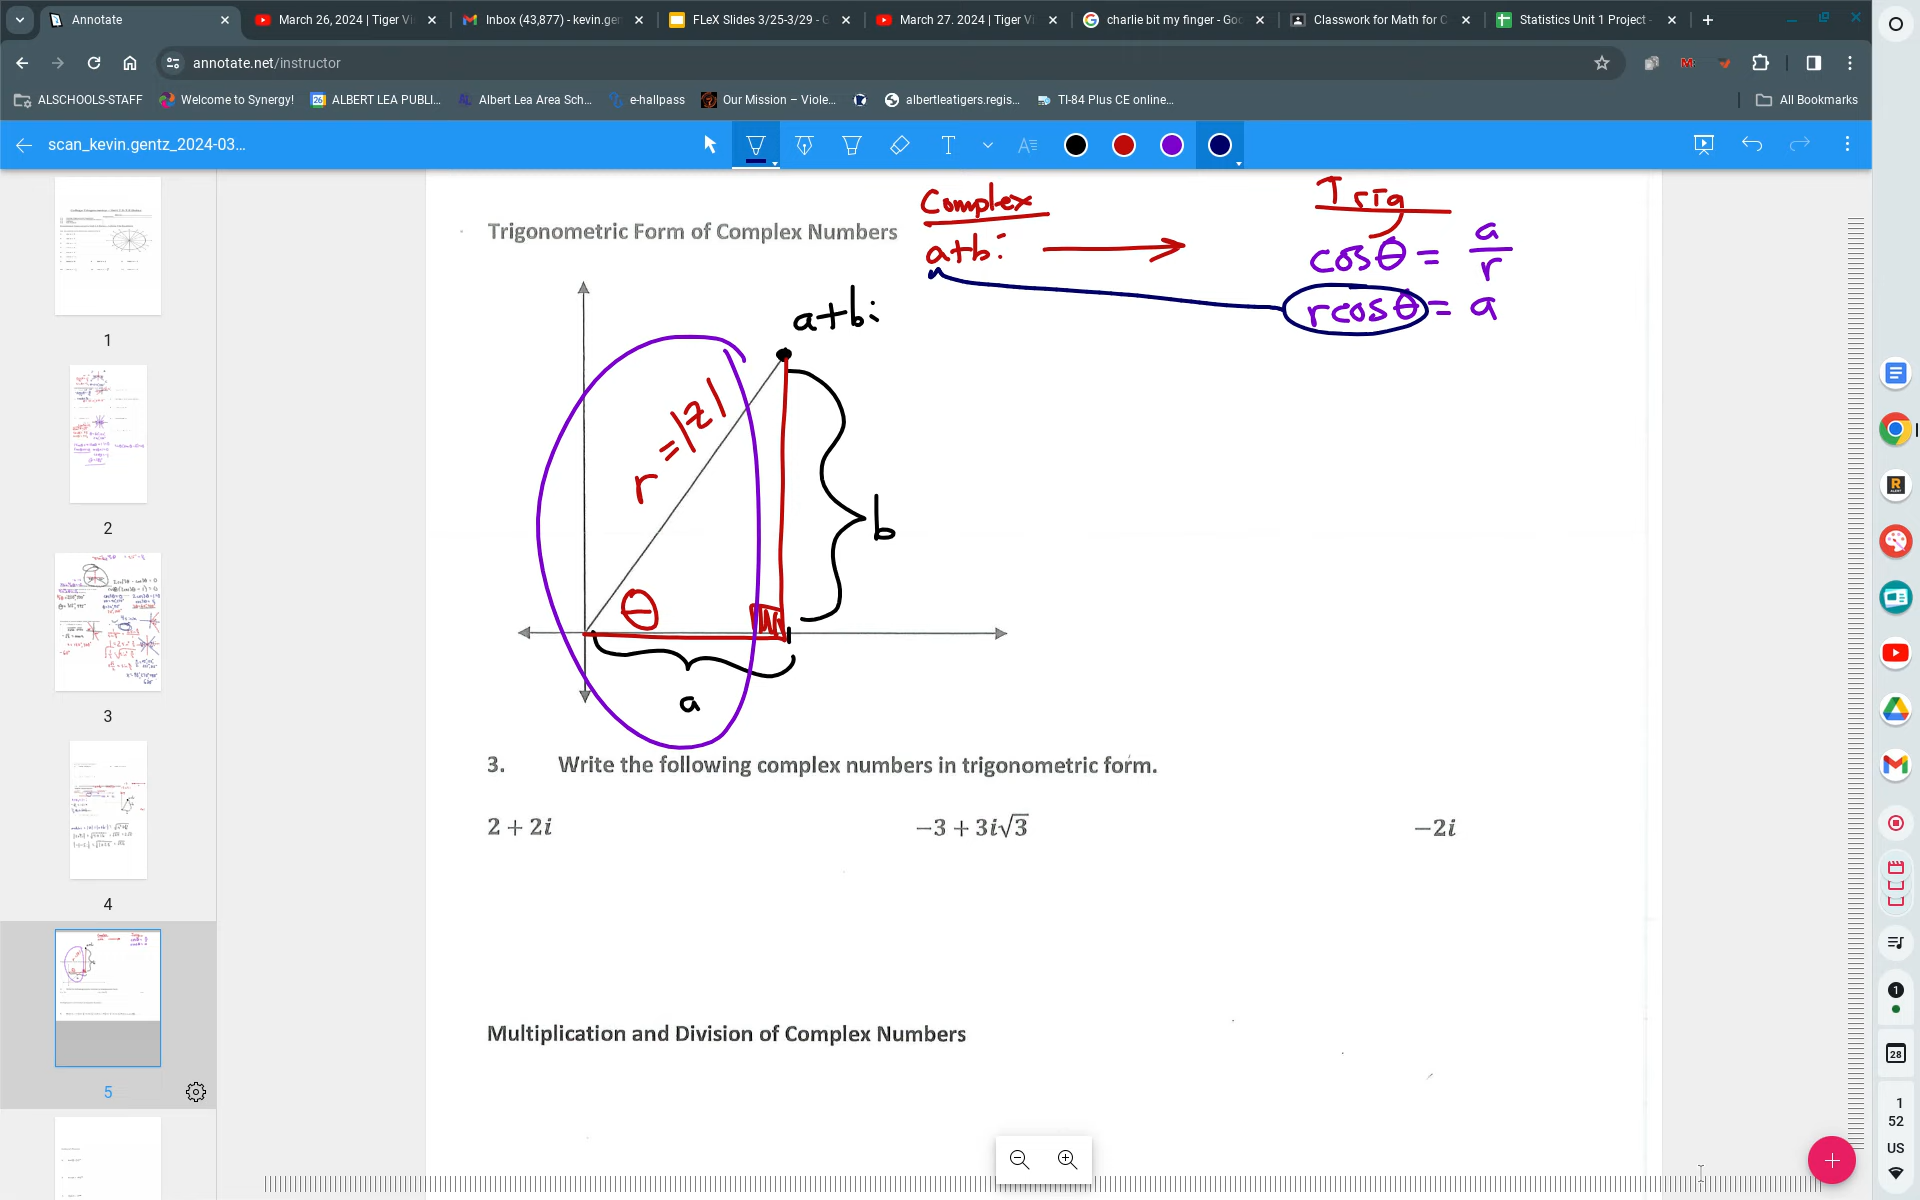 Annotate
March 26, 2024 | Tiger Vi
Inbox (43,877) - kevin.gen
FLeX Slides 3/25-3/29 - G
March 27. 2024 | Tiger Vi
charlie bit my finger - Goo
Classwork for Math for C
Statistics Unit 1 Project -
annotate.net/instructor
ALSCHOOLS-STAFF
Welcome to Synergy!
26
ALBERT LEA PUBLI...
Albert Lea Area Sch...
e-hallpass
Our Mission – Viole...
albertleatigers.regis...
TI-84 Plus CE online...
All Bookmarks
scan_kevin.gentz_2024-03...
Complex
Trig
Trigonometric Form of Complex Numbers
a+bi
cosθ = a/r
rcosθ = a
a+bi
r = |z|
b
θ
a
3. Write the following complex numbers in trigonometric form.
2 + 2i
−3 + 3i√3
−2i
Multiplication and Division of Complex Numbers
1
2
3
4
5
28
1
52
US